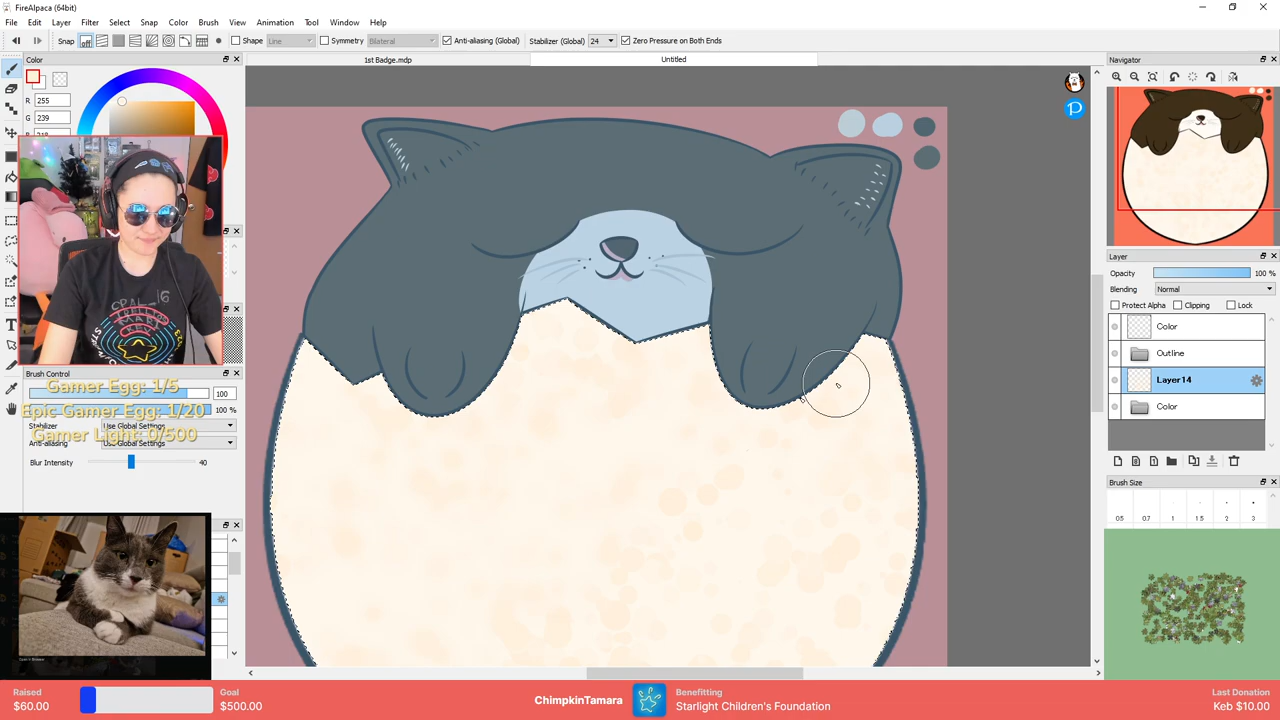 FireAlpaca (64bit)
File Edit Layer Filter Select Snap Color Brush View Animation Tool Window Help
Snap off Shape Line Symmetry Bilateral Anti-aliasing (Global) Stabilizer (Global) 24 Zero Pressure on Both Ends
Color
1st Badge.mdp Untitled
Navigator
R 255
G 239
Layer
Opacity 100 %
Blending Normal
Protect Alpha Clipping Lock
Color
Outline
Layer14
Color
Brush Control
100
100 %
Gamer Egg: 1/5
Epic Gamer Egg: 1/20
Gamer Light: 0/500
Stabilizer Use Global Settings
Anti-aliasing Use Global Settings
Blur Intensity 40
Brush Size
0.5 0.7 1 1.5 2 3
Raised
$60.00
Goal
$500.00
ChimpkinTamara
Benefitting
Starlight Children's Foundation
Last Donation
Keb $10.00